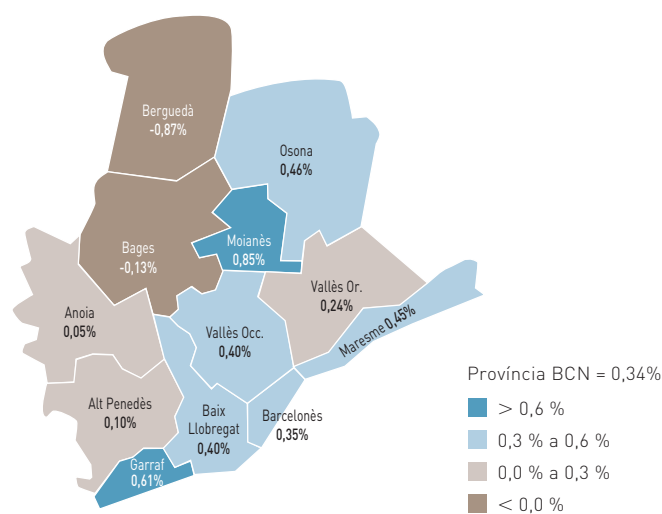 Berguedà
-0,87%
Osona
0,46%
Moianès
0,85%
Bages
-0,13%
Vallès Or.
0,24%
Anoia
0,05%
Maresme 0,45%
Vallès Occ.
0,40%
Alt Penedès
0,10%
Baix
Llobregat
0,40%
Barcelonès
0,35%
Garraf
0,61%
Província BCN = 0,34%
> 0,6 %
0,3 % a 0,6 %
0,0 % a 0,3 %
< 0,0 %